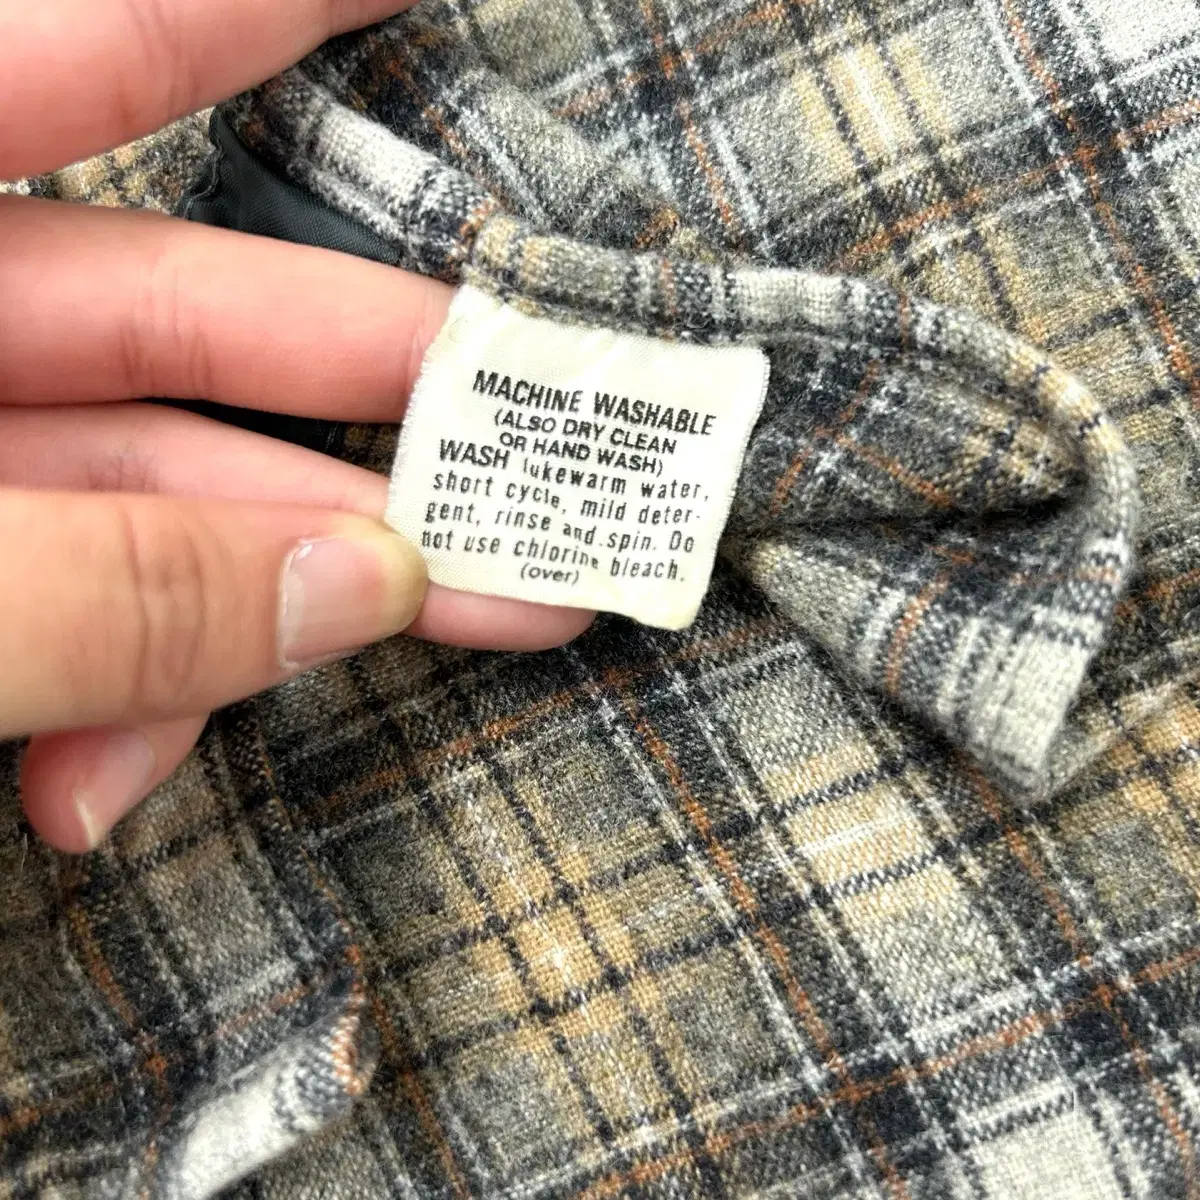 MACHINE WASHABLE
(ALSO DRY CLEAN
OR HAND WASH)
WASH lukewarm water,
short cycle, mild deter-
gent, rinse and spin. Do
not use chlorine bleach.
(over)